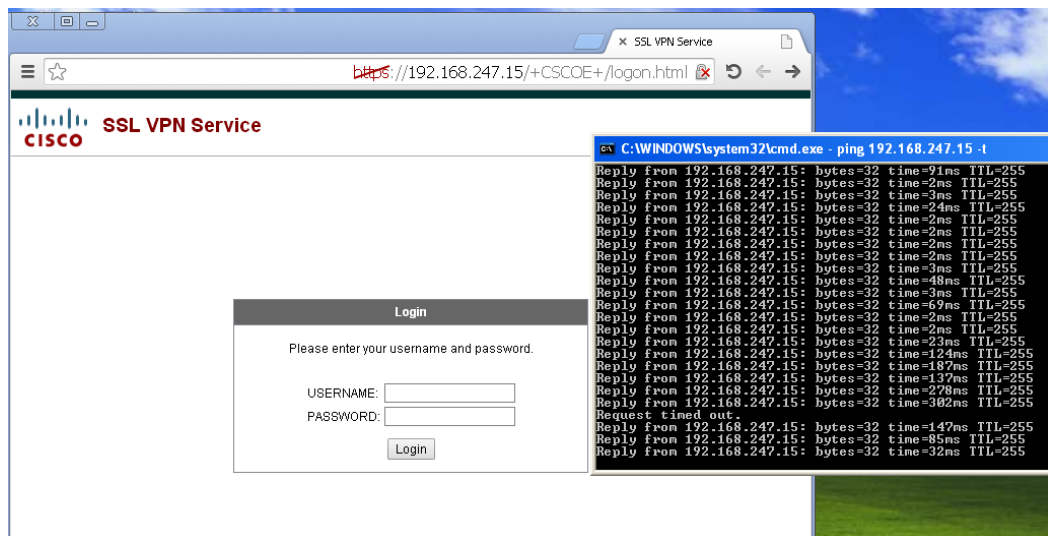 SSL VPN Service
https://192.168.247.15/+CSCOE+/logon.html
CISCO
SSL VPN Service
Login
Please enter your username and password.
USERNAME:
PASSWORD:
Login
C:\WINDOWS\system32\cmd.exe - ping 192.168.247.15 -t
Reply from 192.168.247.15: bytes=32 time=91ms TTL=255
Reply from 192.168.247.15: bytes=32 time=2ms TTL=255
Reply from 192.168.247.15: bytes=32 time=3ms TTL=255
Reply from 192.168.247.15: bytes=32 time=24ms TTL=255
Reply from 192.168.247.15: bytes=32 time=2ms TTL=255
Reply from 192.168.247.15: bytes=32 time=2ms TTL=255
Reply from 192.168.247.15: bytes=32 time=2ms TTL=255
Reply from 192.168.247.15: bytes=32 time=2ms TTL=255
Reply from 192.168.247.15: bytes=32 time=3ms TTL=255
Reply from 192.168.247.15: bytes=32 time=48ms TTL=255
Reply from 192.168.247.15: bytes=32 time=3ms TTL=255
Reply from 192.168.247.15: bytes=32 time=69ms TTL=255
Reply from 192.168.247.15: bytes=32 time=2ms TTL=255
Reply from 192.168.247.15: bytes=32 time=2ms TTL=255
Reply from 192.168.247.15: bytes=32 time=23ms TTL=255
Reply from 192.168.247.15: bytes=32 time=124ms TTL=255
Reply from 192.168.247.15: bytes=32 time=187ms TTL=255
Reply from 192.168.247.15: bytes=32 time=137ms TTL=255
Reply from 192.168.247.15: bytes=32 time=278ms TTL=255
Reply from 192.168.247.15: bytes=32 time=302ms TTL=255
Request timed out.
Reply from 192.168.247.15: bytes=32 time=147ms TTL=255
Reply from 192.168.247.15: bytes=32 time=85ms TTL=255
Reply from 192.168.247.15: bytes=32 time=32ms TTL=255